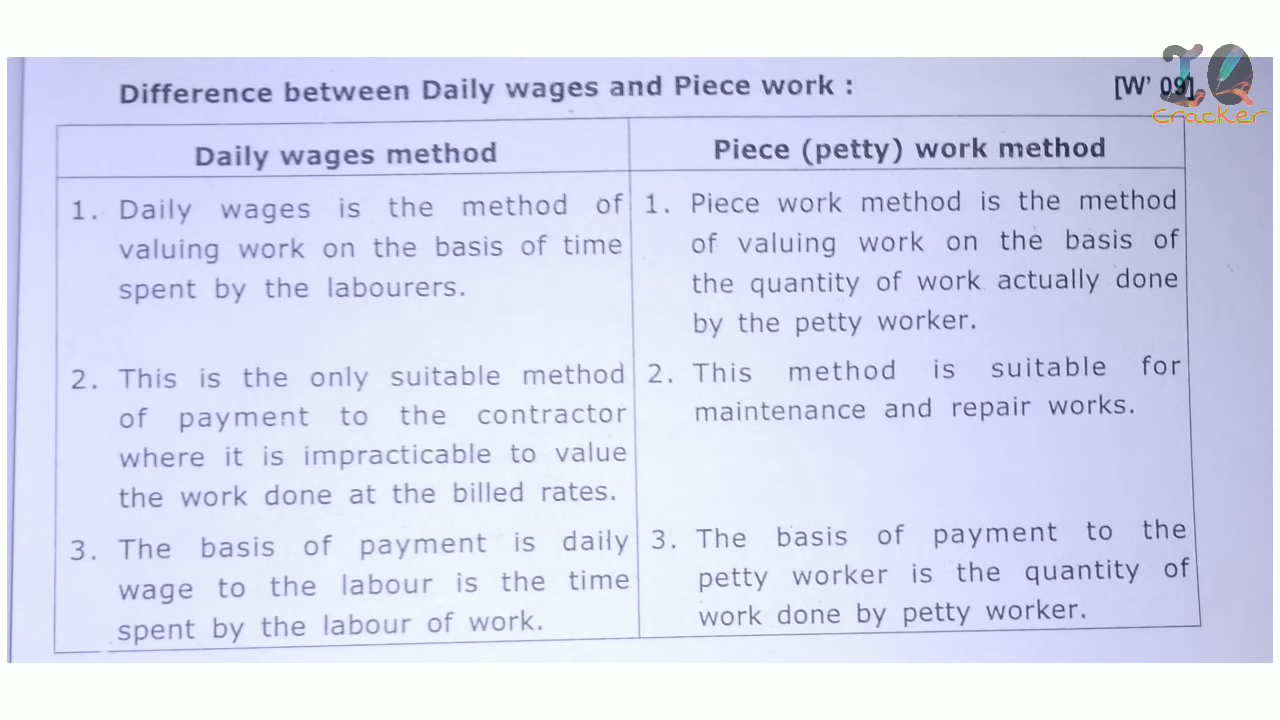 Difference between Daily wages and Piece work :
[W' 09]
IQ
Cracker
Daily wages method
Piece (petty) work method
1. Daily wages is the method of
valuing work on the basis of time
spent by the labourers.
1. Piece work method is the method
of valuing work on the basis of
the quantity of work actually done
by the petty worker.
2. This is the only suitable method
of payment to the contractor
where it is impracticable to value
the work done at the billed rates.
2. This method is suitable for
maintenance and repair works.
3. The basis of payment is daily
wage to the labour is the time
spent by the labour of work.
3. The basis of payment to the
petty worker is the quantity of
work done by petty worker.